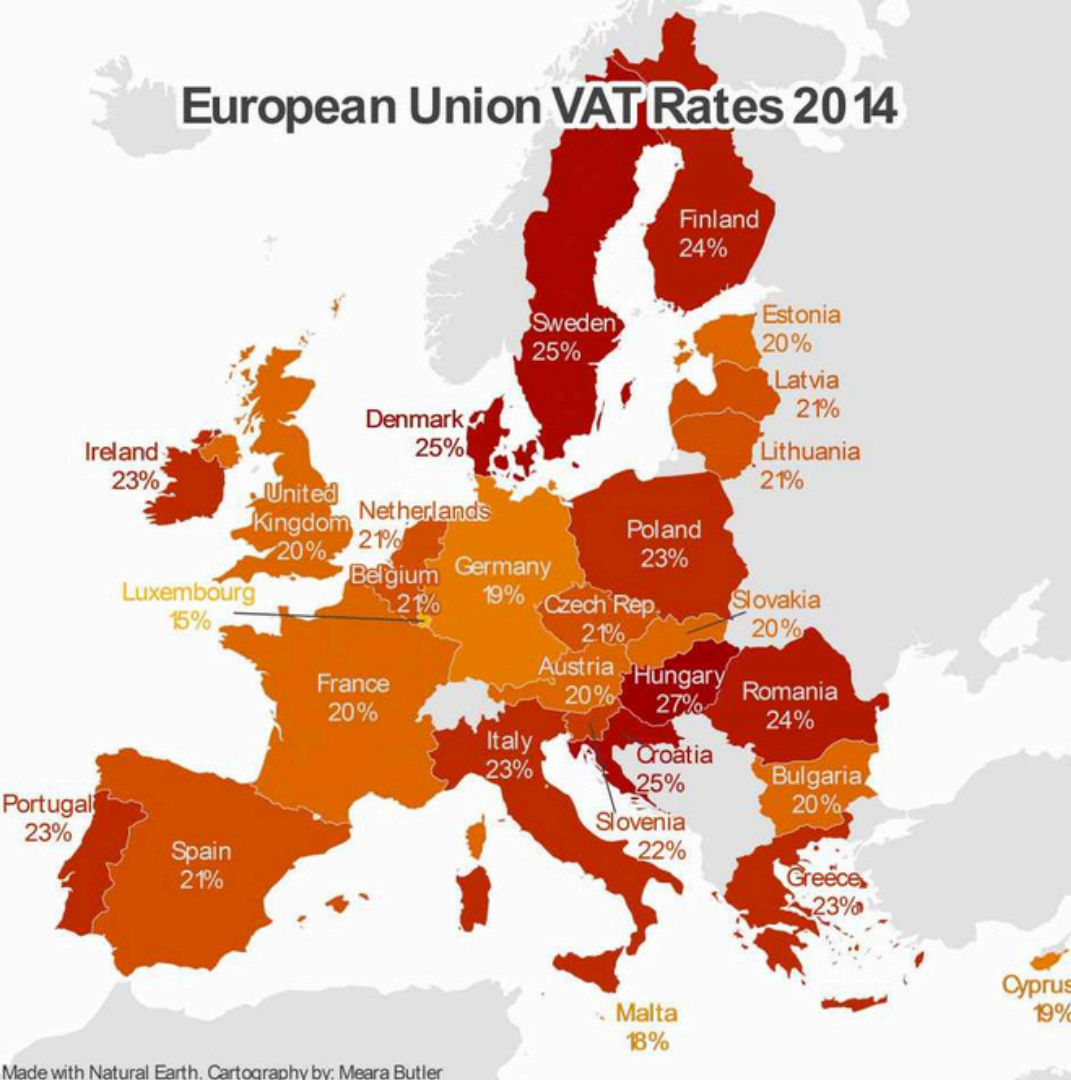 European Union VAT Rates 2014
Finland
24%
Sweden
25%
Estonia
20%
Latvia
21%
Lithuania
21%
Denmark
25%
Ireland
23%
United
Kingdom
20%
Netherlands
21%
Belgium
21%
Luxembourg
15%
Germany
19%
Poland
23%
Czech Rep.
21%
Slovakia
20%
Austria
20%
Hungary
27%
Romania
24%
France
20%
Italy
23%
Croatia
25%
Slovenia
22%
Bulgaria
20%
Portugal
23%
Spain
21%
Greece
23%
Cyprus
19%
Malta
18%
Made with Natural Earth. Cartography by: Meara Butler